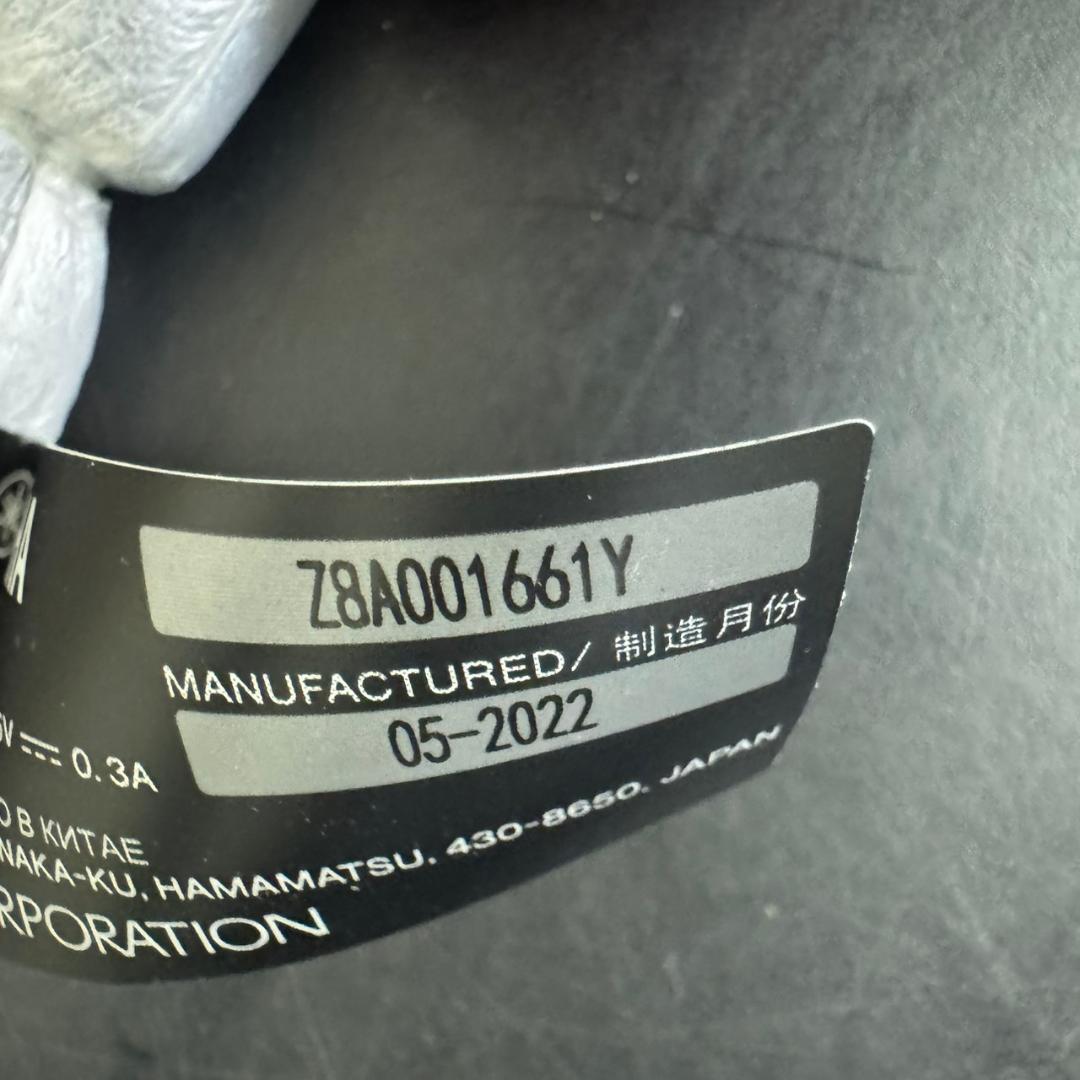 Z8A001661Y
MANUFACTURED/ 制造月份
05-2022
V ⎓ 0.3A
В КИТАЕ
NAKA-KU, HAMAMATSU, 430-8650, JAPAN
RPORATION